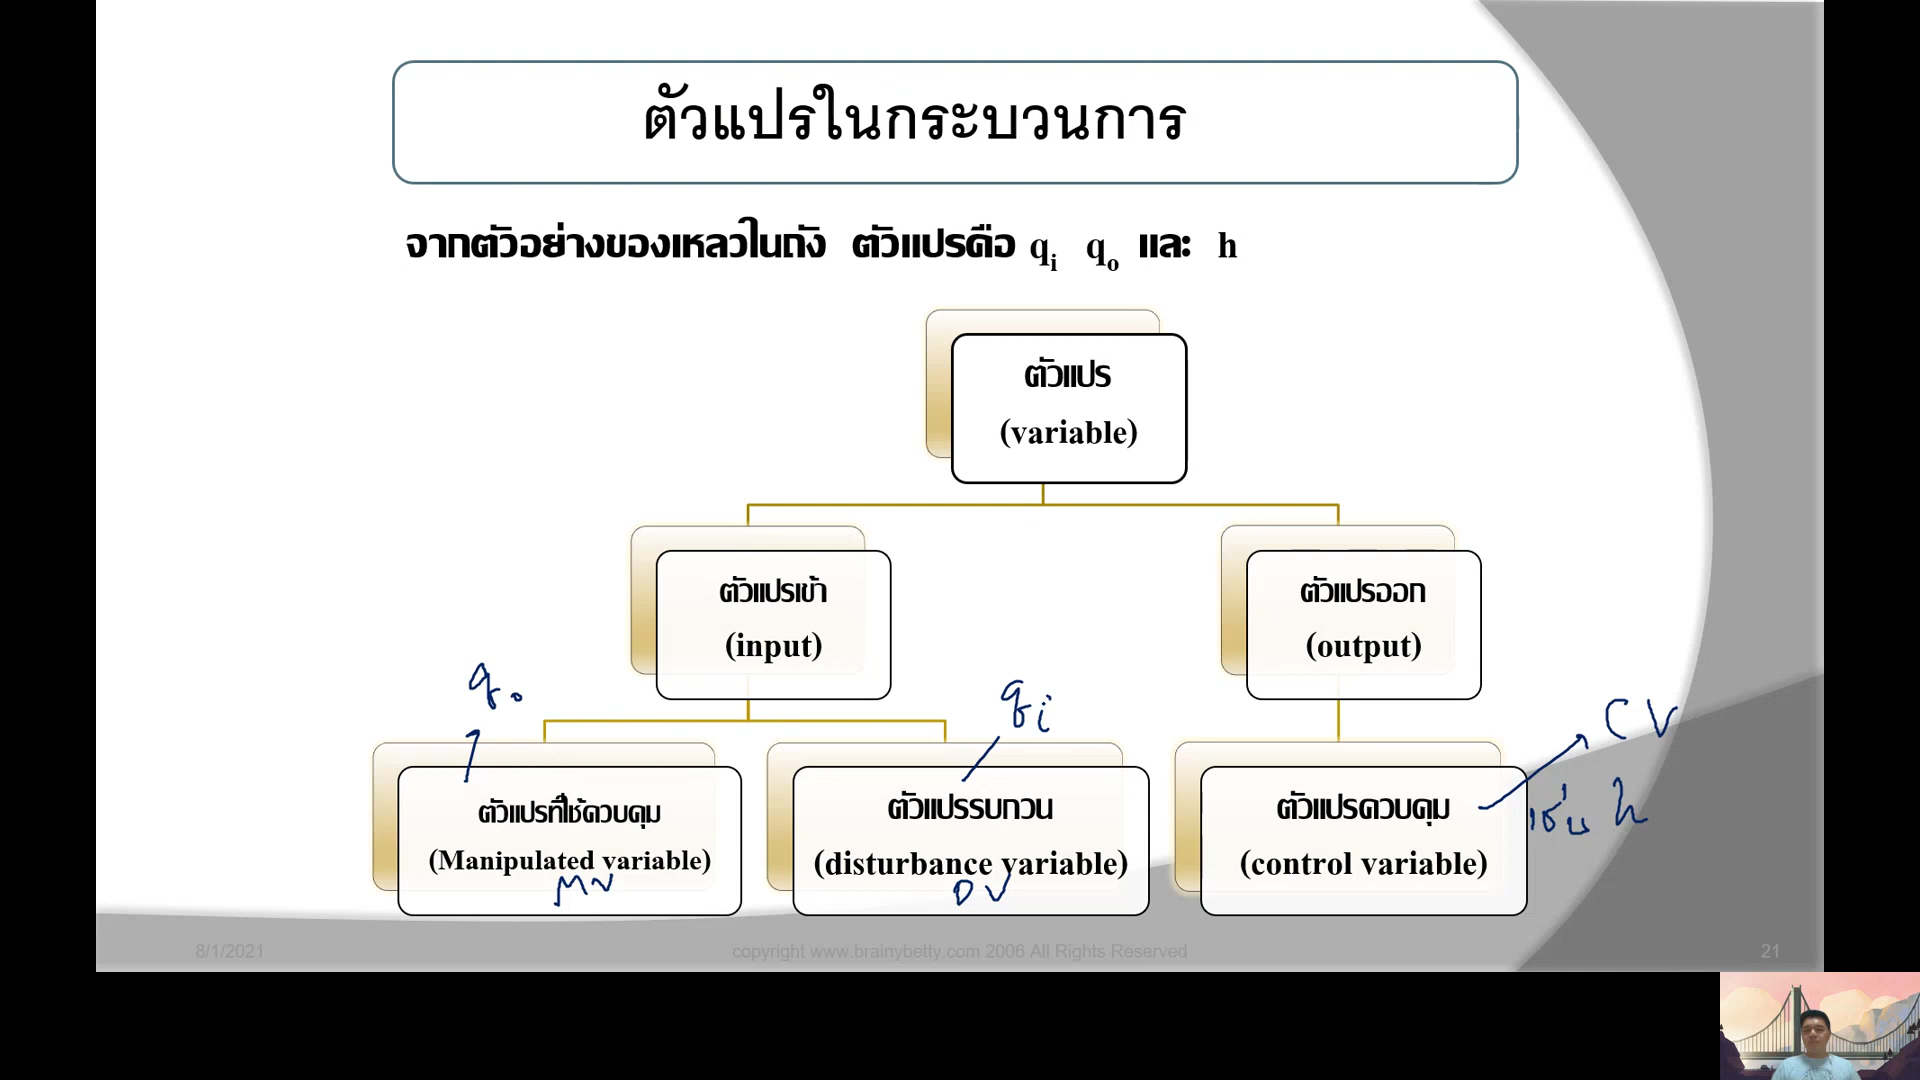 ตัวแปรในกระบวนการ
จากตัวอย่างของเหลวในถัง ตัวแปรคือ qi qo และ h
ตัวแปร
(variable)
ตัวแปรเข้า
(input)
ตัวแปรออก
(output)
qo
qi
CV
เช่น h
ตัวแปรที่ใช้ควบคุม
(Manipulated variable)
MV
ตัวแปรรบกวน
(disturbance variable)
DV
ตัวแปรควบคุม
(control variable)
8/1/2021
copyright www.brainybetty.com 2006 All Rights Reserved
21